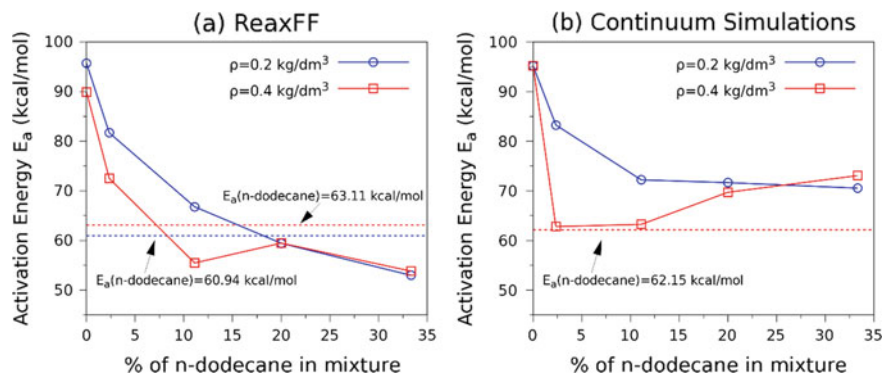 (a) ReaxFF
Activation Energy Eₐ (kcal/mol)
100
90
80
70
60
50
ρ=0.2 kg/dm³
ρ=0.4 kg/dm³
Eₐ(n-dodecane)=63.11 kcal/mol
Eₐ(n-dodecane)=60.94 kcal/mol
0 5 10 15 20 25 30 35
% of n-dodecane in mixture
(b) Continuum Simulations
Activation Energy Eₐ (kcal/mol)
100
90
80
70
60
50
ρ=0.2 kg/dm³
ρ=0.4 kg/dm³
Eₐ(n-dodecane)=62.15 kcal/mol
0 5 10 15 20 25 30 35
% of n-dodecane in mixture